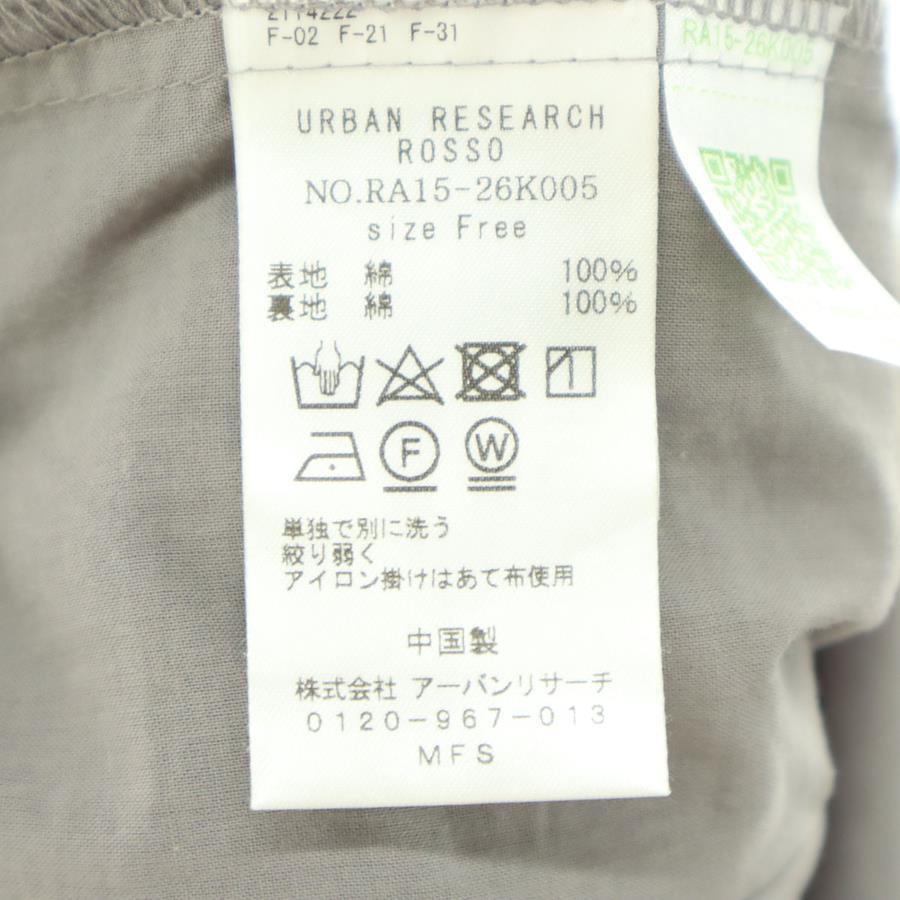 F-02 F-21 F-31
URBAN RESEARCH
ROSSO
NO.RA15-26K005
size Free
表地 綿 100%
裏地 綿 100%
F
W
単独で別に洗う
絞り弱く
アイロン掛けはあて布使用
中国製
株式会社 アーバンリサーチ
0120-967-013
MFS
RA15-26K005